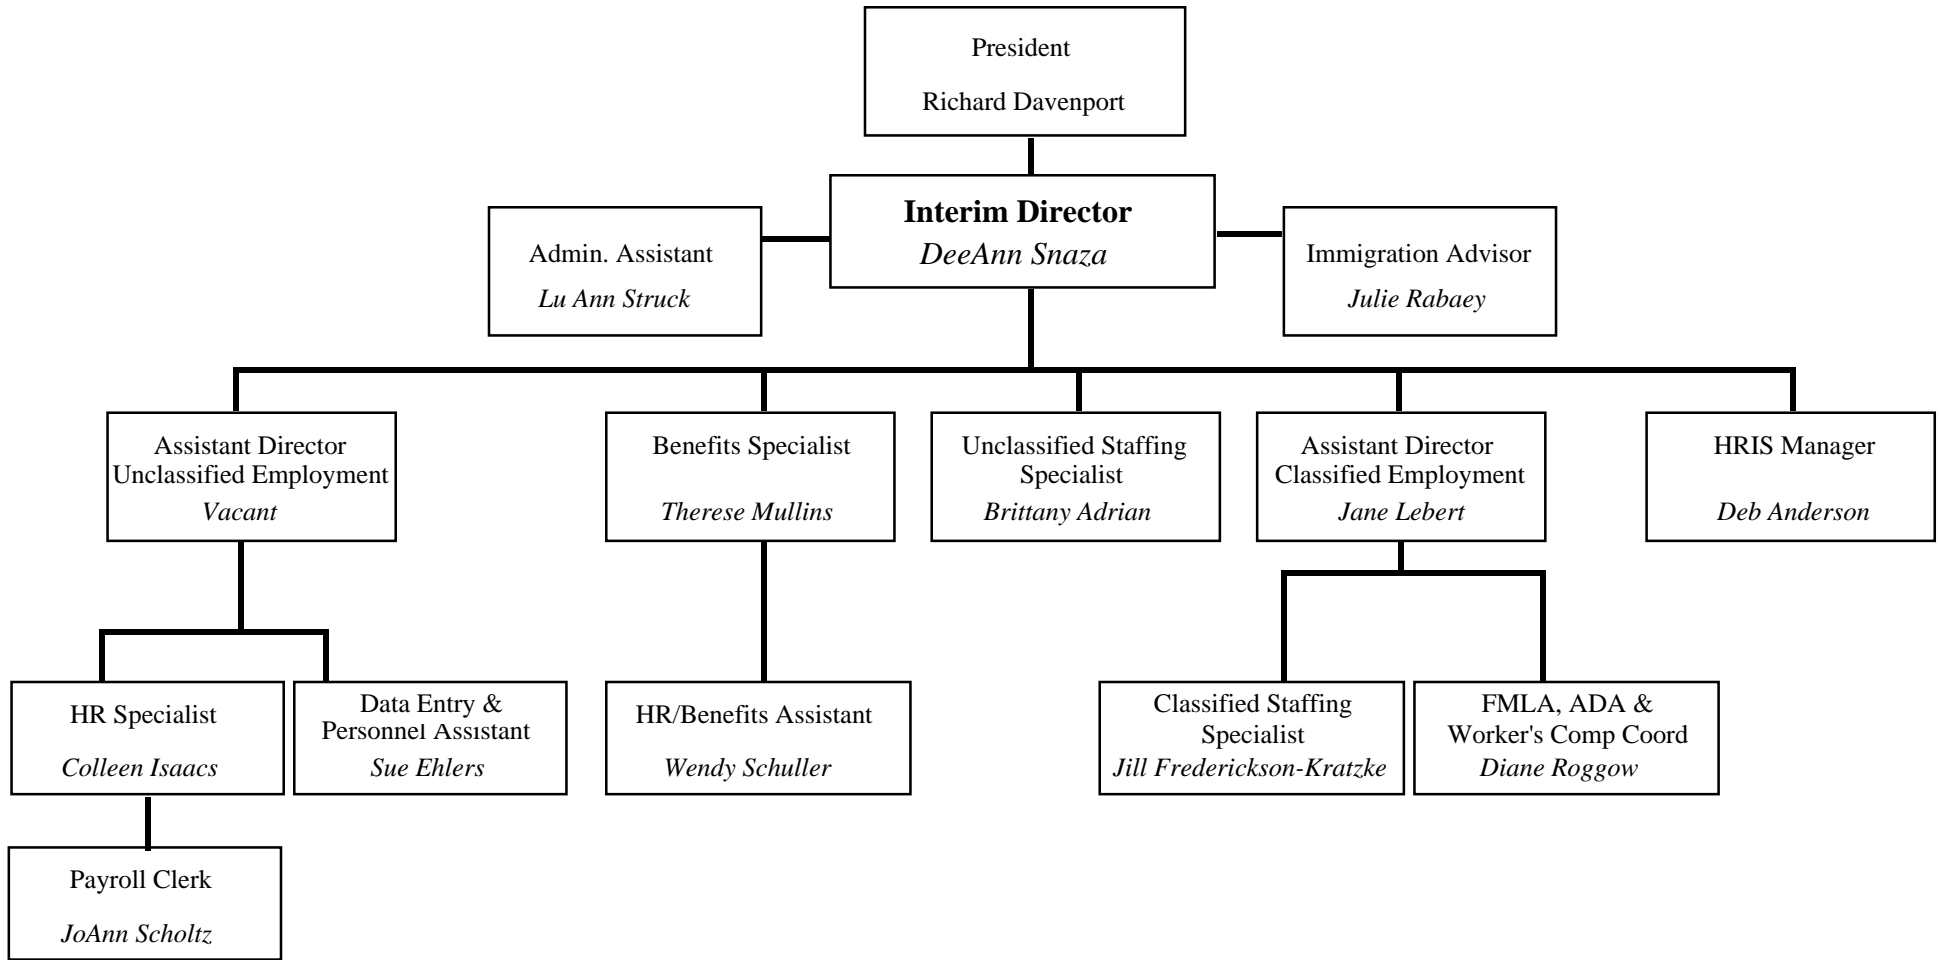 President
Richard Davenport
Interim Director
DeeAnn Snaza
Admin. Assistant
Lu Ann Struck
Immigration Advisor
Julie Rabaey
Assistant Director
Unclassified Employment
Vacant
Benefits Specialist
Therese Mullins
Unclassified Staffing
Specialist
Brittany Adrian
Assistant Director
Classified Employment
Jane Lebert
HRIS Manager
Deb Anderson
HR Specialist
Colleen Isaacs
Data Entry &
Personnel Assistant
Sue Ehlers
HR/Benefits Assistant
Wendy Schuller
Classified Staffing
Specialist
Jill Frederickson-Kratzke
FMLA, ADA &
Worker's Comp Coord
Diane Roggow
Payroll Clerk
JoAnn Scholtz